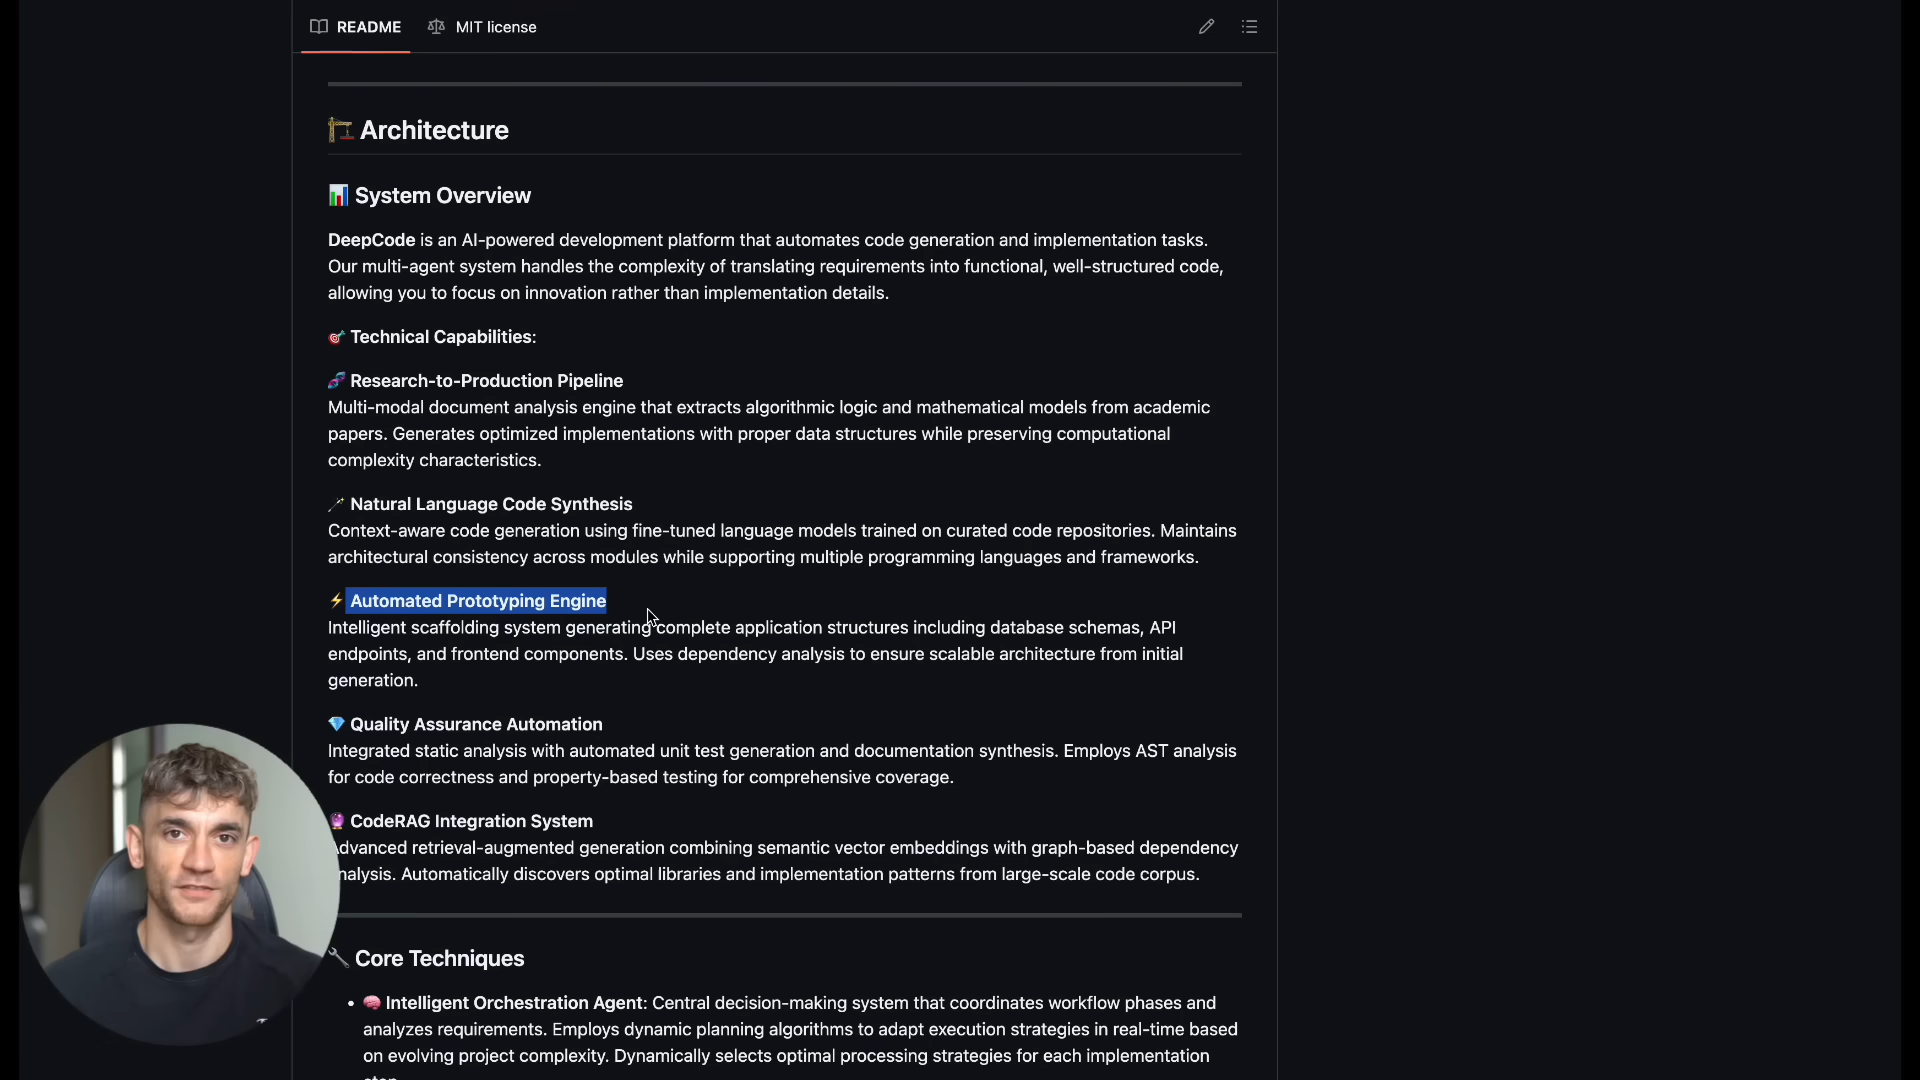 README MIT license
🏗️ Architecture
📊 System Overview
DeepCode is an AI-powered development platform that automates code generation and implementation tasks.
Our multi-agent system handles the complexity of translating requirements into functional, well-structured code,
allowing you to focus on innovation rather than implementation details.
🎯 Technical Capabilities:
🧬 Research-to-Production Pipeline
Multi-modal document analysis engine that extracts algorithmic logic and mathematical models from academic
papers. Generates optimized implementations with proper data structures while preserving computational
complexity characteristics.
🪄 Natural Language Code Synthesis
Context-aware code generation using fine-tuned language models trained on curated code repositories. Maintains
architectural consistency across modules while supporting multiple programming languages and frameworks.
⚡ Automated Prototyping Engine
Intelligent scaffolding system generating complete application structures including database schemas, API
endpoints, and frontend components. Uses dependency analysis to ensure scalable architecture from initial
generation.
💎 Quality Assurance Automation
Integrated static analysis with automated unit test generation and documentation synthesis. Employs AST analysis
for code correctness and property-based testing for comprehensive coverage.
🔮 CodeRAG Integration System
Advanced retrieval-augmented generation combining semantic vector embeddings with graph-based dependency
analysis. Automatically discovers optimal libraries and implementation patterns from large-scale code corpus.
🔧 Core Techniques
• 🧠 Intelligent Orchestration Agent: Central decision-making system that coordinates workflow phases and
analyzes requirements. Employs dynamic planning algorithms to adapt execution strategies in real-time based
on evolving project complexity. Dynamically selects optimal processing strategies for each implementation